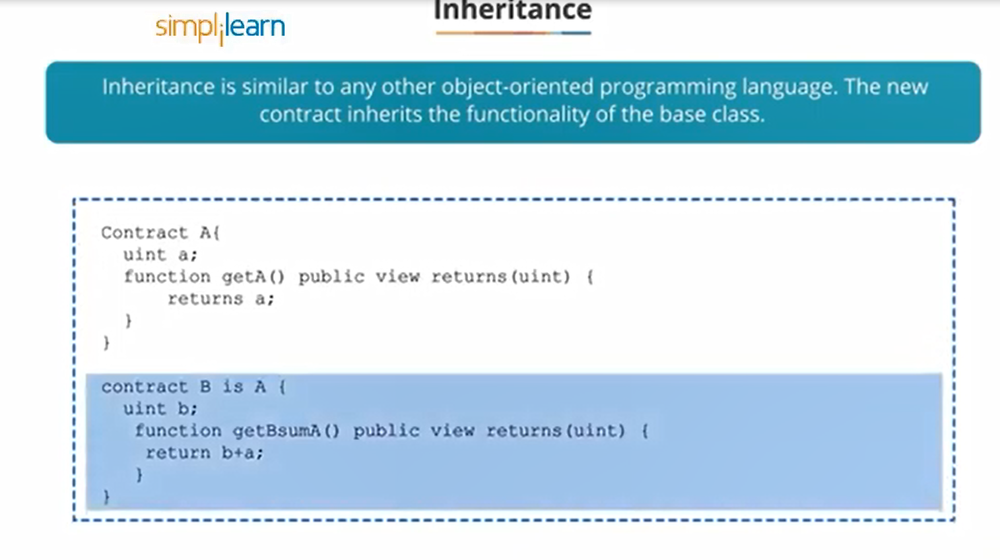 Inheritance
simplilearn
Inheritance is similar to any other object-oriented programming language. The new
contract inherits the functionality of the base class.
Contract A{
uint a;
function getA() public view returns(uint) {
returns a;
}
}
contract B is A {
uint b;
function getBsumA() public view returns(uint) {
return b+a;
}
}